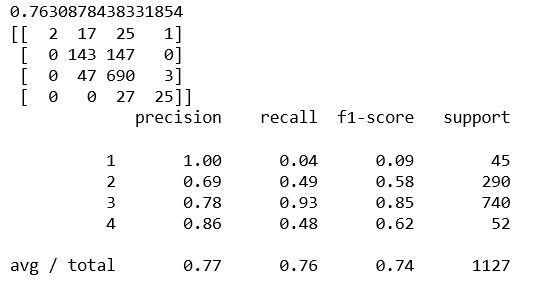 0.7630878438331854
[[  2  17  25   1]
 [  0 143 147   0]
 [  0  47 690   3]
 [  0   0  27  25]]
             precision    recall  f1-score   support

          1       1.00      0.04      0.09        45
          2       0.69      0.49      0.58       290
          3       0.78      0.93      0.85       740
          4       0.86      0.48      0.62        52

avg / total       0.77      0.76      0.74      1127